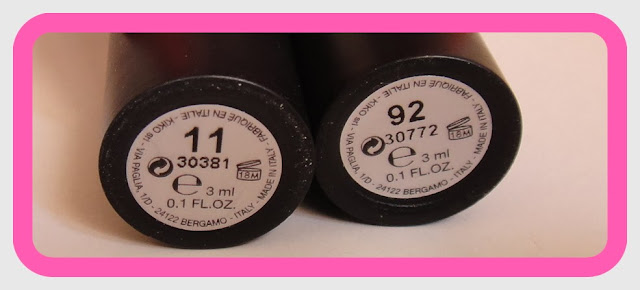 11
30381
18M
e 3 ml
0.1 FL.OZ.
KIKO srl - VIA PAGLIA, 1/D - 24122 BERGAMO - ITALY - MADE IN ITALY - FABRIQUE EN ITALIE -
92
30772
18M
e 3 ml
0.1 FL.OZ.
KIKO srl - VIA PAGLIA, 1/D - 24122 BERGAMO - ITALY - MADE IN ITALY - FABRIQUE EN ITALIE -